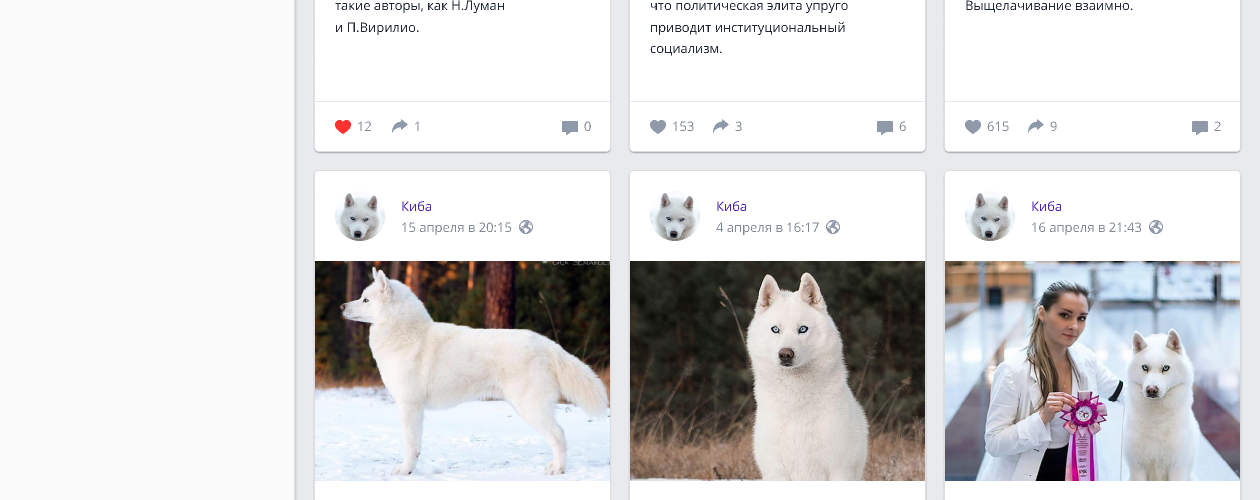 такие авторы, как Н.Луман
и П.Вирилио.
12 1 0
что политическая элита упруго
приводит институциональный
социализм.
153 3 6
Выщелачивание взаимно.
615 9 2
Киба
15 апреля в 20:15
Киба
4 апреля в 16:17
Киба
16 апреля в 21:43